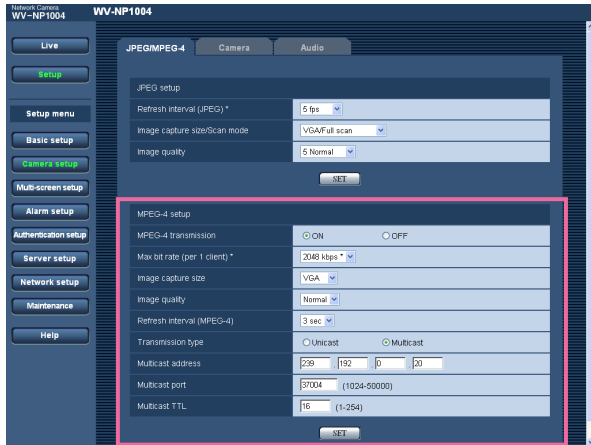 Network Camera
WV-NP1004
WV-NP1004
Live
Setup
Setup menu
Basic setup
Camera setup
Multi-screen setup
Alarm setup
Authentication setup
Server setup
Network setup
Maintenance
Help
JPEG/MPEG-4 Camera Audio
JPEG setup
Refresh interval (JPEG) * 5 fps
Image capture size/Scan mode VGA/Full scan
Image quality 5 Normal
SET
MPEG-4 setup
MPEG-4 transmission ON OFF
Max bit rate (per 1 client) * 2048 kbps *
Image capture size VGA
Image quality Normal
Refresh interval (MPEG-4) 3 sec
Transmission type Unicast Multicast
Multicast address 239 . 192 . 0 . 20
Multicast port 37004 (1024-50000)
Multicast TTL 16 (1-254)
SET